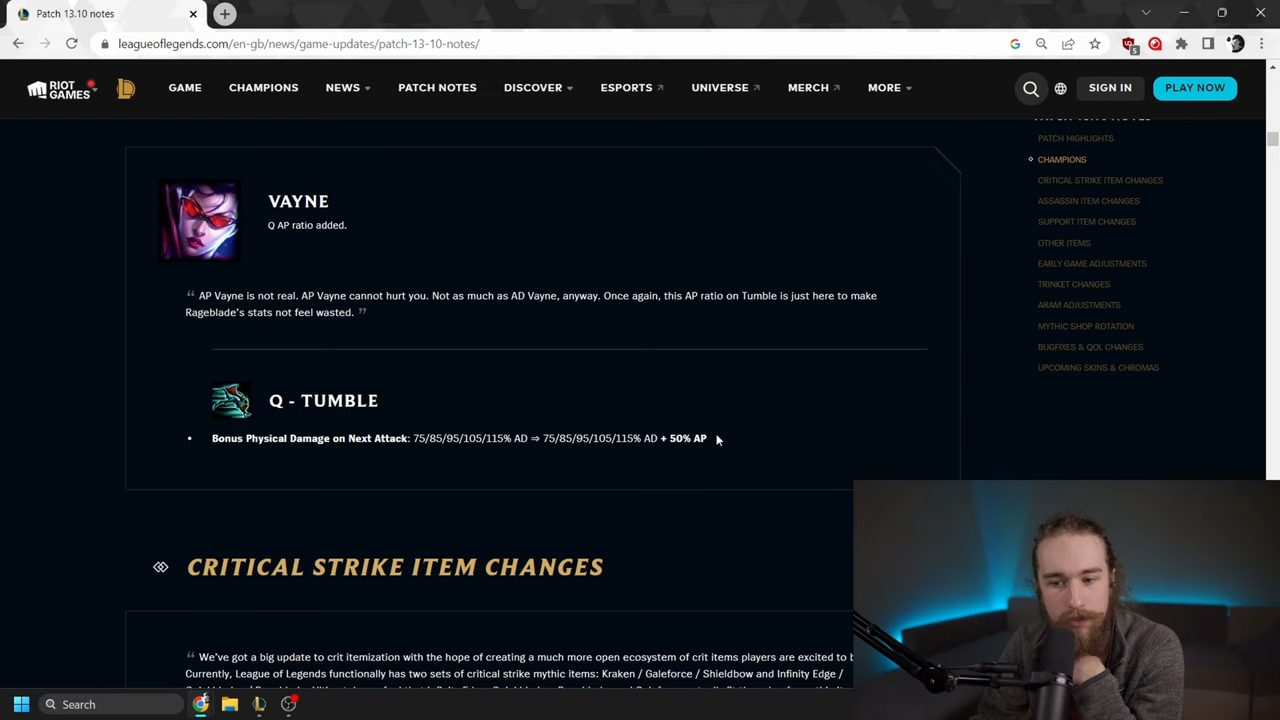 Patch 13.10 notes
leagueoflegends.com/en-gb/news/game-updates/patch-13-10-notes/
5
RIOT GAMES
GAME
CHAMPIONS
NEWS
PATCH NOTES
DISCOVER
ESPORTS
UNIVERSE
MERCH
MORE
SIGN IN
PLAY NOW
PATCH HIGHLIGHTS
CHAMPIONS
CRITICAL STRIKE ITEM CHANGES
ASSASSIN ITEM CHANGES
SUPPORT ITEM CHANGES
OTHER ITEMS
EARLY GAME ADJUSTMENTS
TRINKET CHANGES
ARAM ADJUSTMENTS
MYTHIC SHOP ROTATION
BUGFIXES & QOL CHANGES
UPCOMING SKINS & CHROMAS
VAYNE
Q AP ratio added.
“ AP Vayne is not real. AP Vayne cannot hurt you. Not as much as AD Vayne, anyway. Once again, this AP ratio on Tumble is just here to make
Rageblade’s stats not feel wasted. ”
Q - TUMBLE
• Bonus Physical Damage on Next Attack: 75/85/95/105/115% AD ⇒ 75/85/95/105/115% AD + 50% AP
CRITICAL STRIKE ITEM CHANGES
“ We’ve got a big update to crit itemization with the hope of creating a much more open ecosystem of crit items players are excited to
Currently, League of Legends functionally has two sets of critical strike mythic items: Kraken / Galeforce / Shieldbow and Infinity Edge /
Search